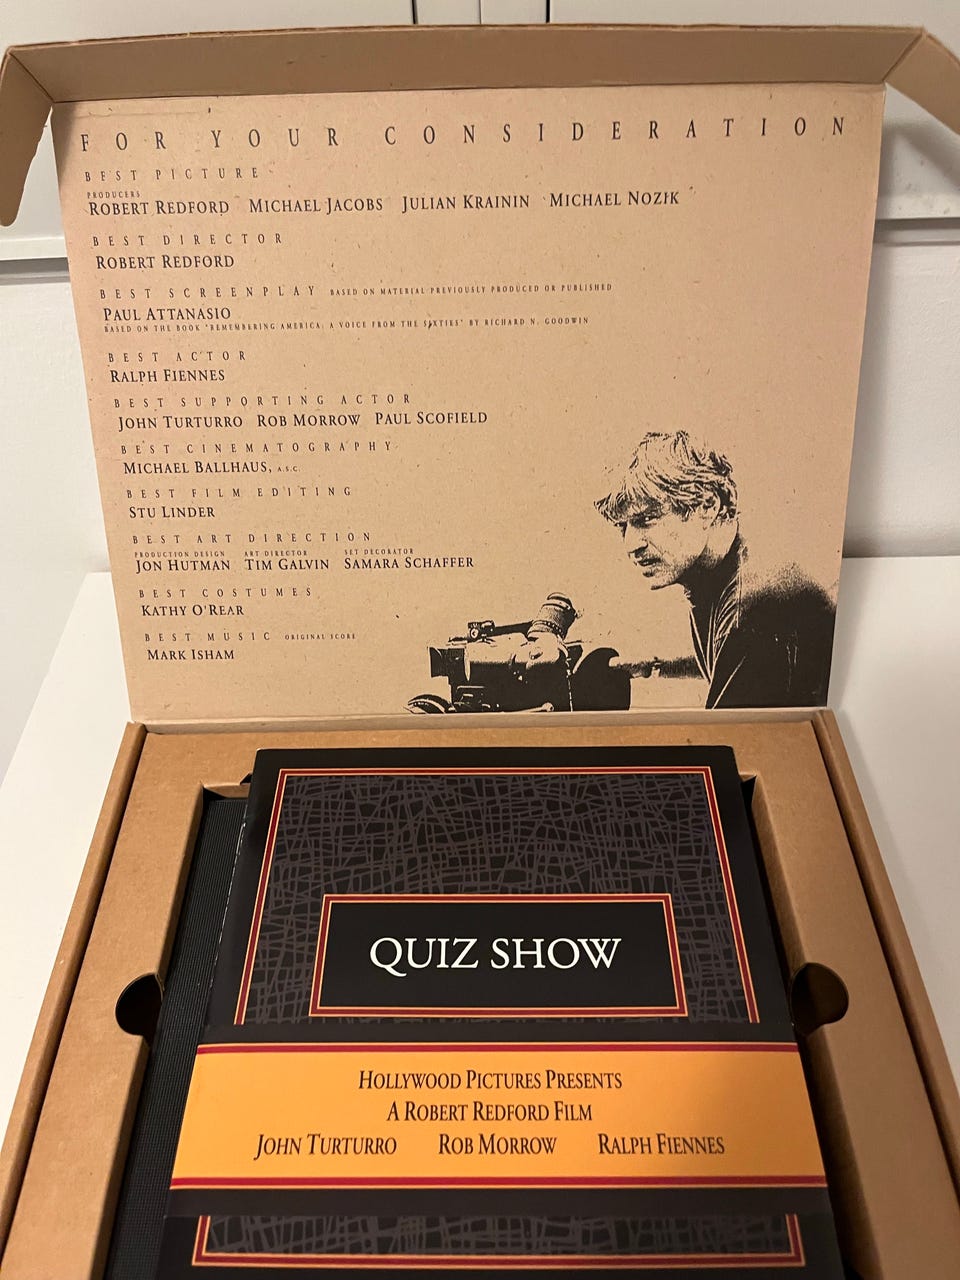 FOR YOUR CONSIDERATION
BEST PICTURE
PRODUCERS
ROBERT REDFORD MICHAEL JACOBS JULIAN KRAININ MICHAEL NOZIK
BEST DIRECTOR
ROBERT REDFORD
BEST SCREENPLAY BASED ON MATERIAL PREVIOUSLY PRODUCED OR PUBLISHED
PAUL ATTANASIO
BASED ON THE BOOK "REMEMBERING AMERICA: A VOICE FROM THE SIXTIES" BY RICHARD N. GOODWIN
BEST ACTOR
RALPH FIENNES
BEST SUPPORTING ACTOR
JOHN TURTURRO ROB MORROW PAUL SCOFIELD
BEST CINEMATOGRAPHY
MICHAEL BALLHAUS, A.S.C.
BEST FILM EDITING
STU LINDER
BEST ART DIRECTION
PRODUCTION DESIGN ART DIRECTOR SET DECORATOR
JON HUTMAN TIM GALVIN SAMARA SCHAFFER
BEST COSTUMES
KATHY O'REAR
BEST MUSIC ORIGINAL SCORE
MARK ISHAM
QUIZ SHOW
HOLLYWOOD PICTURES PRESENTS
A ROBERT REDFORD FILM
JOHN TURTURRO ROB MORROW RALPH FIENNES